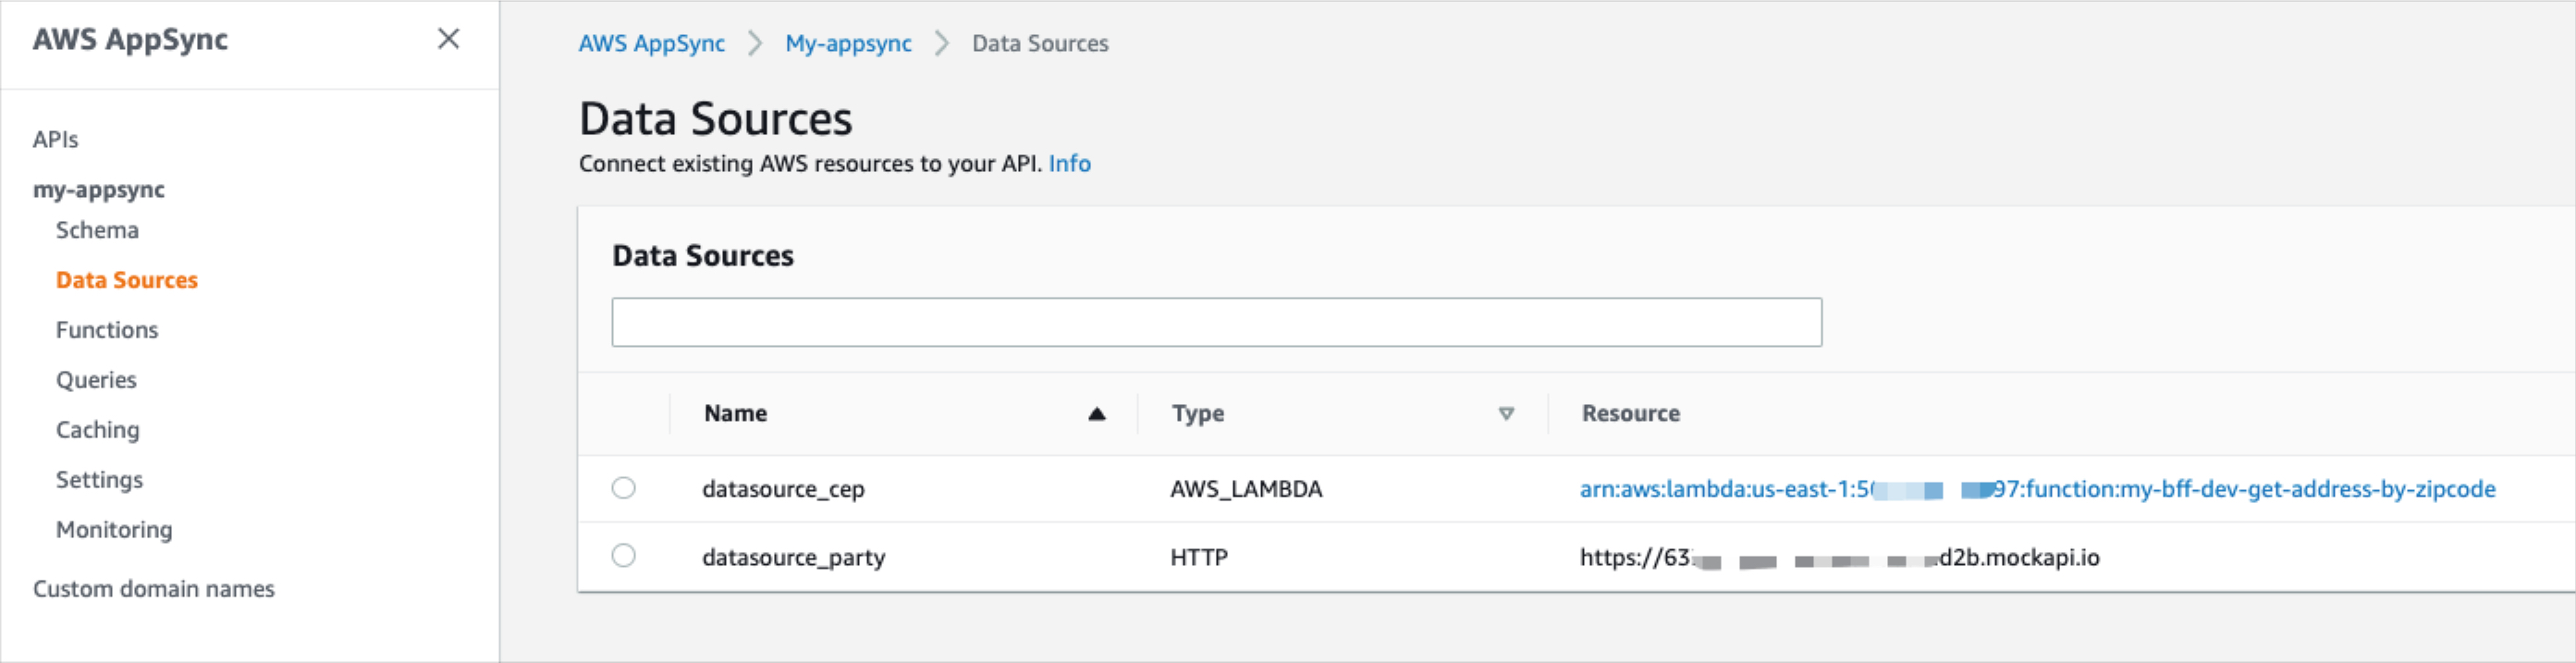 AWS AppSync
APIs
my-appsync
Schema
Data Sources
Functions
Queries
Caching
Settings
Monitoring
Custom domain names
AWS AppSync > My-appsync > Data Sources
Data Sources
Connect existing AWS resources to your API. Info
Data Sources
Name Type Resource
datasource_cep AWS_LAMBDA arn:aws:lambda:us-east-1:5 97:function:my-bff-dev-get-address-by-zipcode
datasource_party HTTP https://63 d2b.mockapi.io